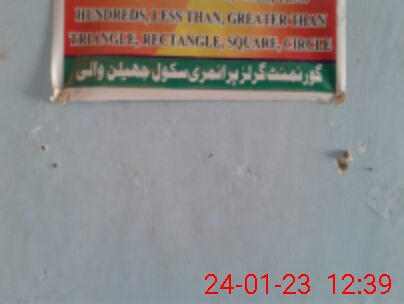 HUNDREDS, LESS THAN, GREATER THAN
TRIANGLE, RECTANGLE, SQUARE, CIRCLE
گورنمنٹ گرلز پرائمری سکول جھیلن والی
24-01-23 12:39